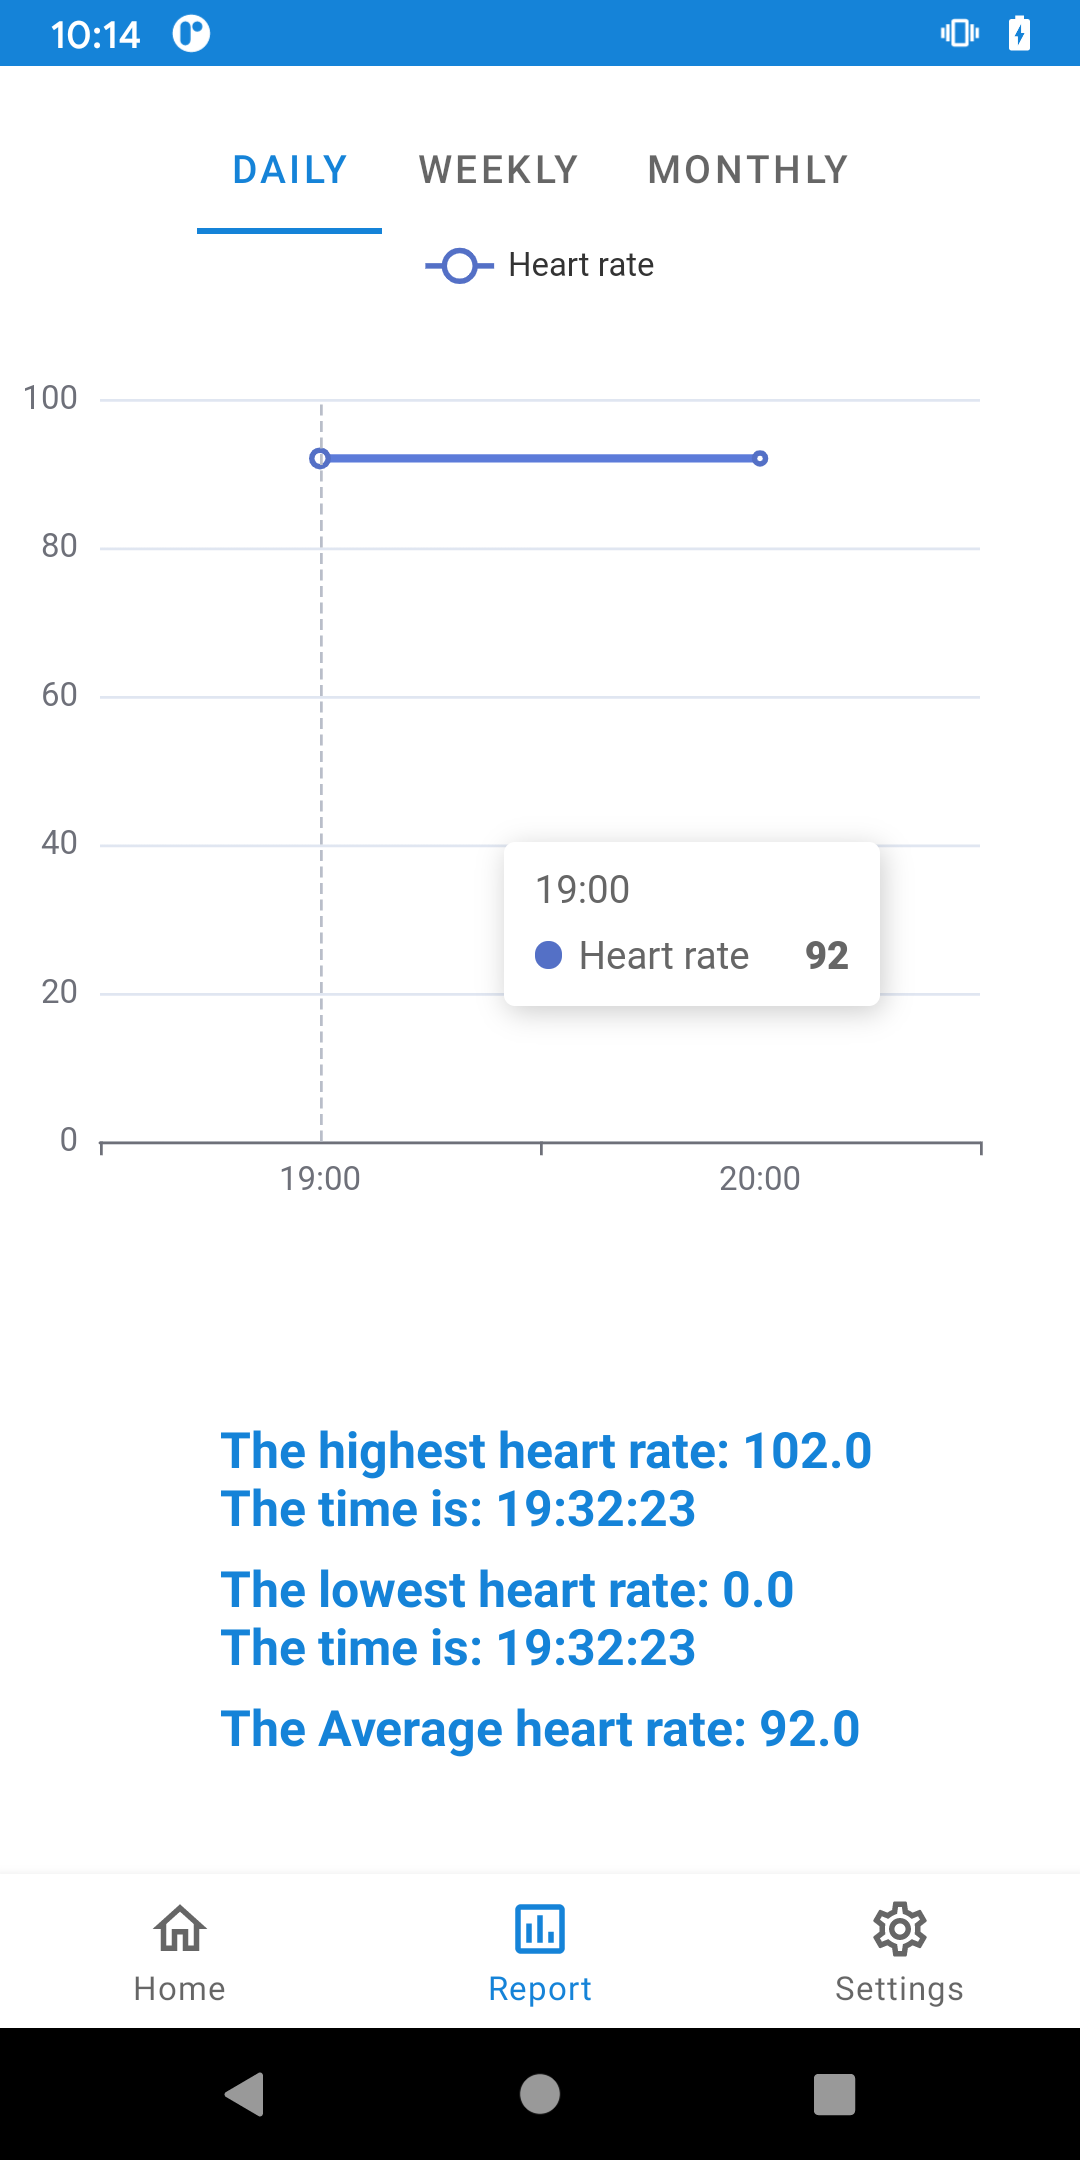 10:14
DAILY WEEKLY MONTHLY
Heart rate
100
80
60
40
19:00
Heart rate 92
20
0
19:00 20:00
The highest heart rate: 102.0
The time is: 19:32:23
The lowest heart rate: 0.0
The time is: 19:32:23
The Average heart rate: 92.0
Home Report Settings